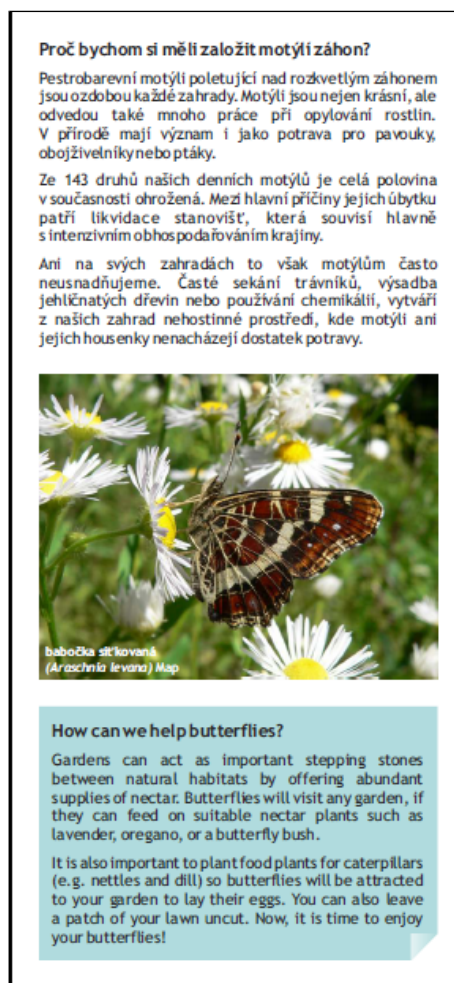 Proč bychom si měli založit motýlí záhon?
Pestrobarevní motýli poletující nad rozkvetlým záhonem
jsou ozdobou každé zahrady. Motýli jsou nejen krásní, ale
odvedou také mnoho práce při opylování rostlin.
V přírodě mají význam i jako potrava pro pavouky,
obojživelníky nebo ptáky.
Ze 143 druhů našich denních motýlů je celá polovina
v současnosti ohrožená. Mezi hlavní příčiny jejich úbytku
patří likvidace stanovišť, která souvisí hlavně
s intenzivním obhospodařováním krajiny.
Ani na svých zahradách to však motýlům často
neusnadňujeme. Časté sekání trávníků, výsadba
jehličnatých dřevin nebo používání chemikálií, vytváří
z našich zahrad nehostinné prostředí, kde motýli ani
jejich housenky nenacházejí dostatek potravy.
babočka síťkovaná
(Araschnia levana) Map
How can we help butterflies?
Gardens can act as important stepping stones
between natural habitats by offering abundant
supplies of nectar. Butterflies will visit any garden, if
they can feed on suitable nectar plants such as
lavender, oregano, or a butterfly bush.
It is also important to plant food plants for caterpillars
(e.g. nettles and dill) so butterflies will be attracted
to your garden to lay their eggs. You can also leave
a patch of your lawn uncut. Now, it is time to enjoy
your butterflies!